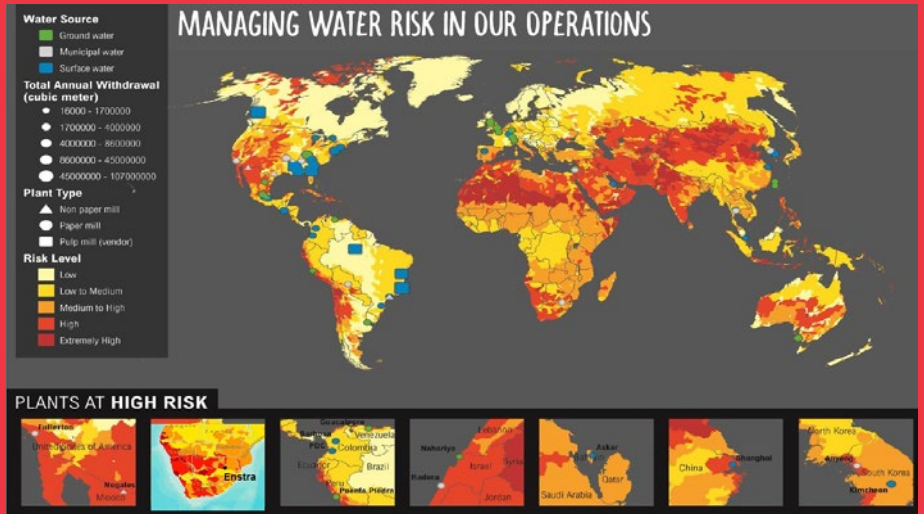 MANAGING WATER RISK IN OUR OPERATIONS
Water Source
Ground water
Municipal water
Surface water
Total Annual Withdrawal
(cubic meter)
16000 - 1700000
1700000 - 4000000
4000000 - 8600000
8600000 - 45000000
45000000 - 107000000
Plant Type
Non paper mill
Paper mill
Pulp mill (vendor)
Risk Level
Low
Low to Medium
Medium to High
High
Extremely High
PLANTS AT HIGH RISK
Fullerton
United States of America
Nogales
Mexico
Enstra
Venezuela
Colombia
Ecuador
Brazil
Peru
Puente Piedra
Lebanon
Nahariya
Israel
Syria
Hadera
Jordan
Askar
Qatar
Saudi Arabia
China
Shanghai
North Korea
Anyang
South Korea
Kimcheon